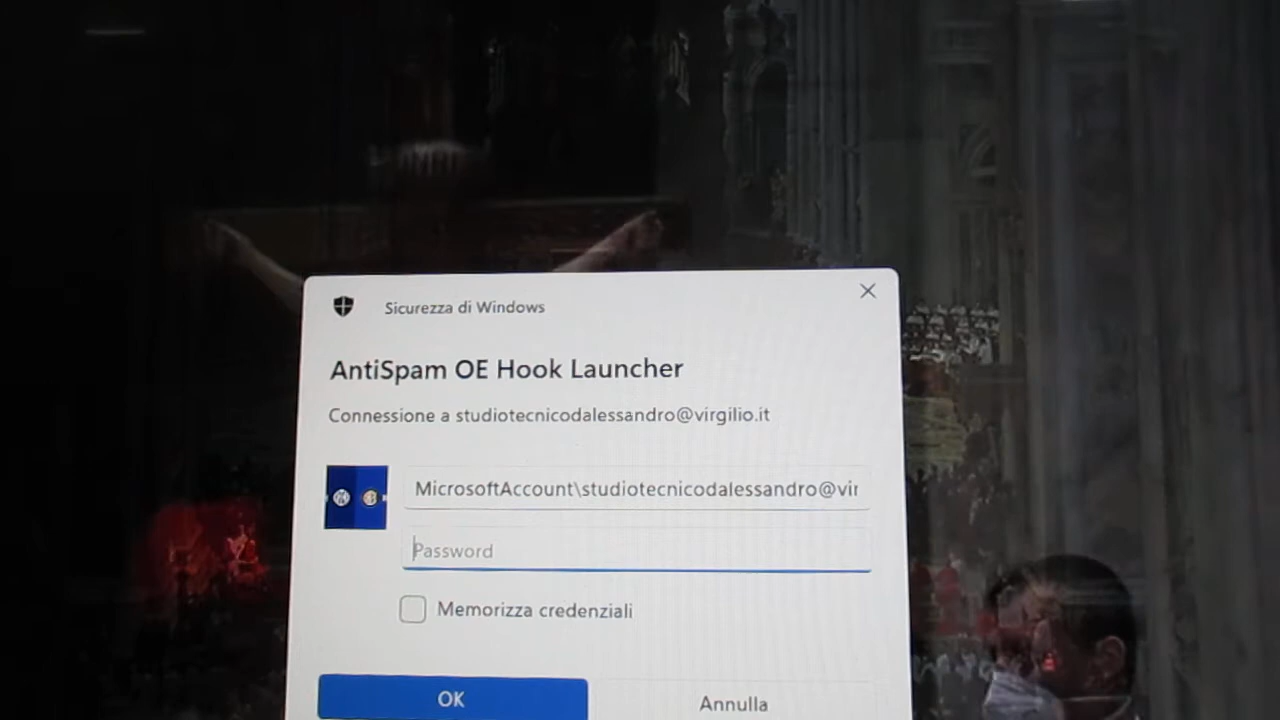 Sicurezza di Windows
AntiSpam OE Hook Launcher
Connessione a studiotecnicodalessandro@virgilio.it
MicrosoftAccount\studiotecnicodalessandro@vir
Password
Memorizza credenziali
OK
Annulla